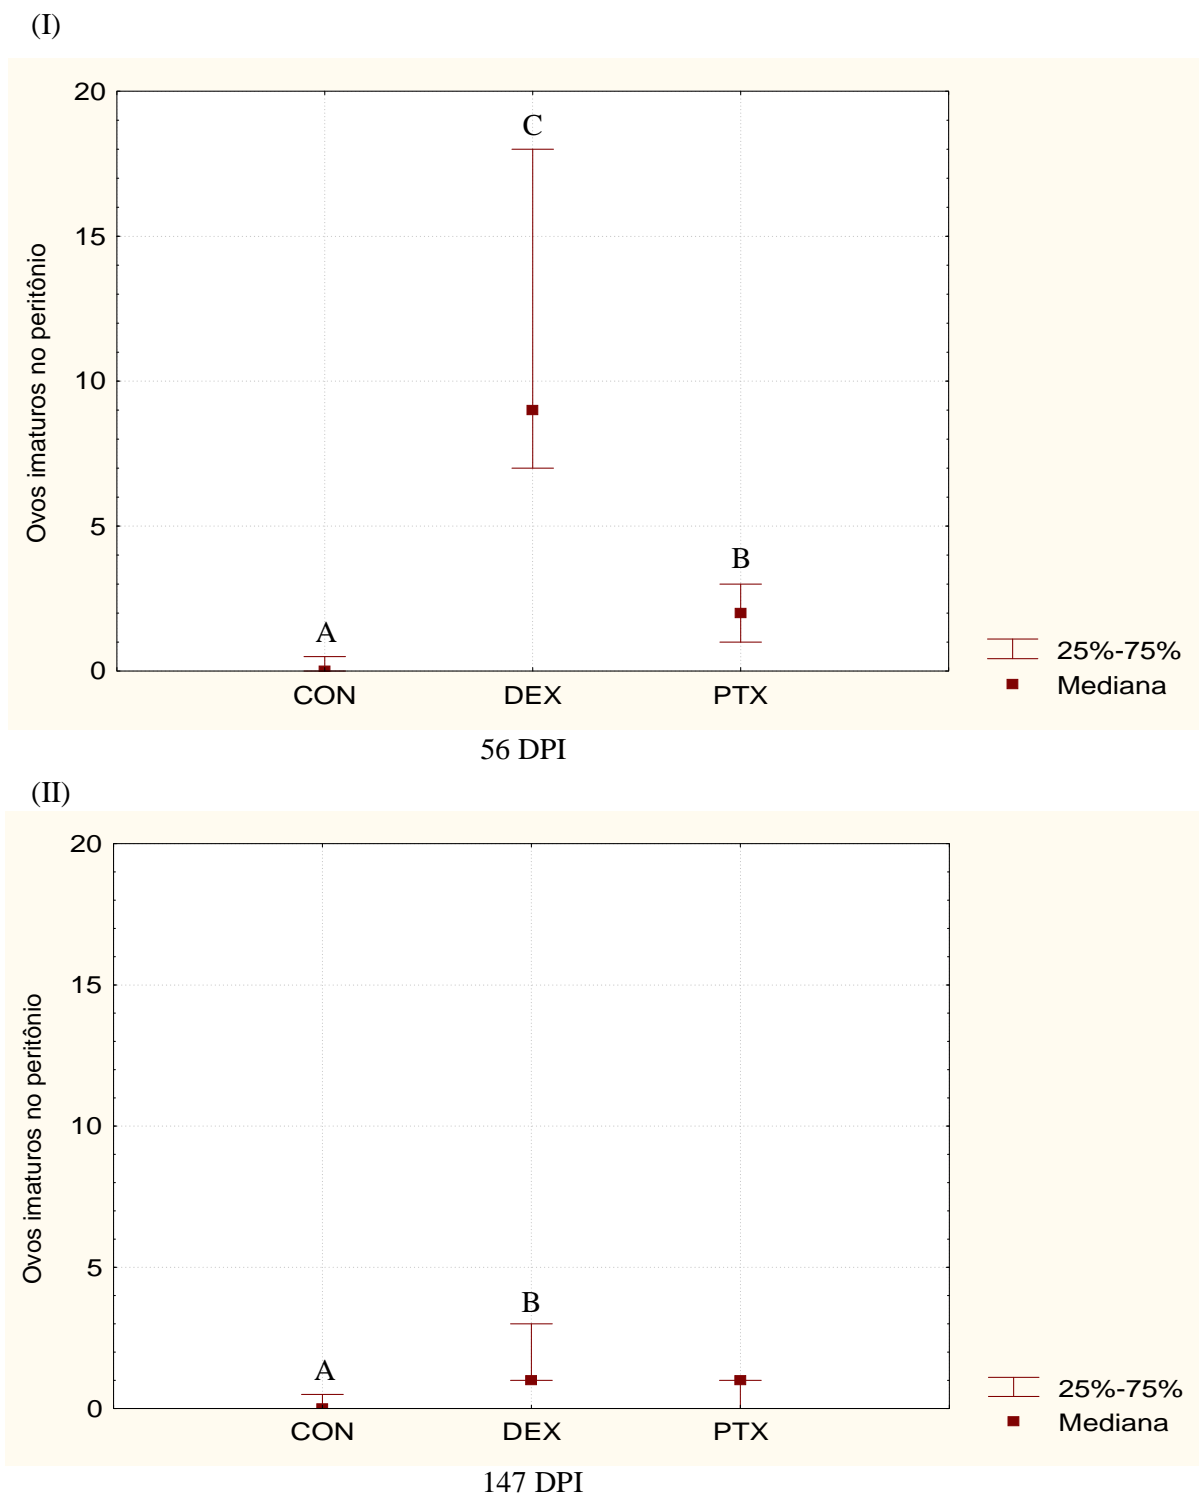 (I)
20
15
10
5
0
Ovos imaturos no peritônio
A
C
B
CON DEX PTX
25%-75%
Mediana
56 DPI
(II)
20
15
10
5
0
Ovos imaturos no peritônio
A
B
CON DEX PTX
25%-75%
Mediana
147 DPI